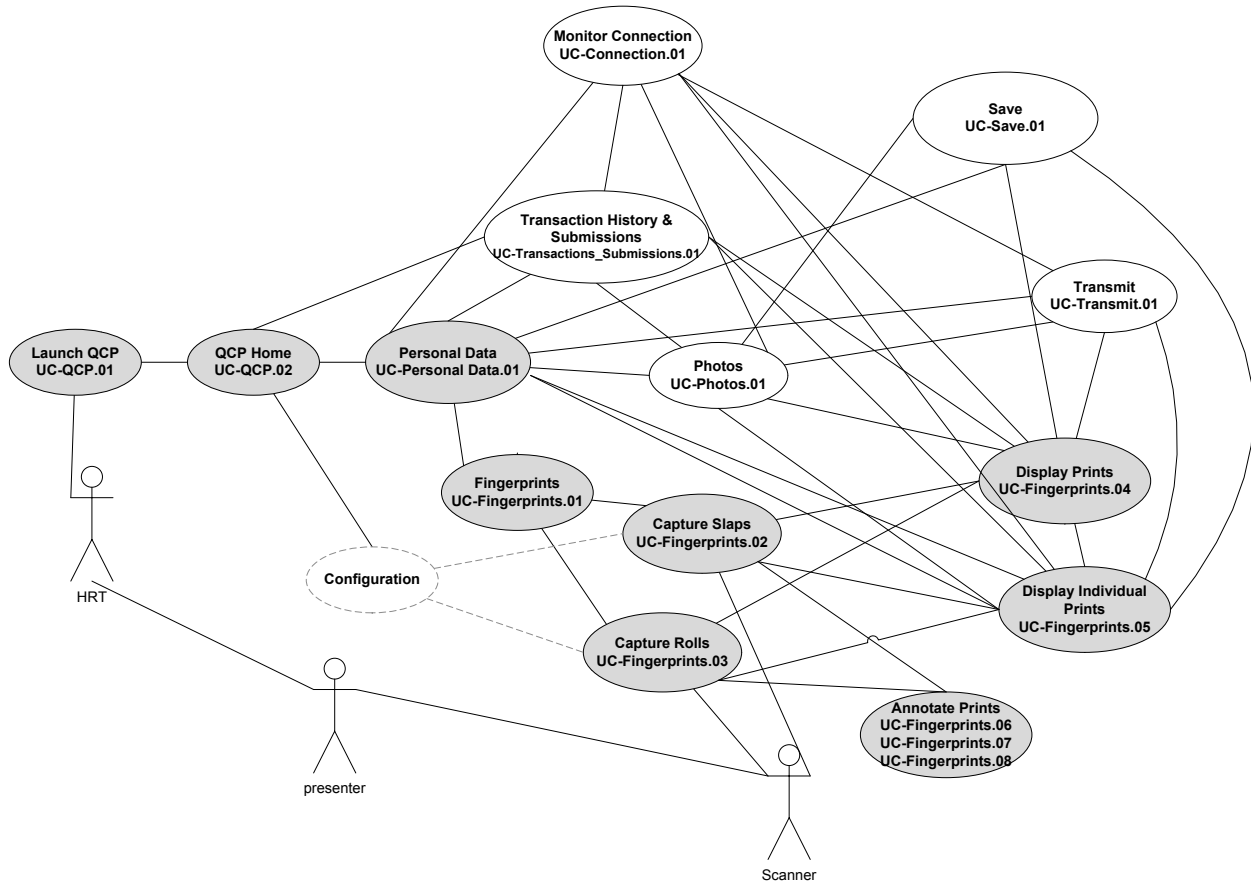 Monitor Connection
UC-Connection.01
Save
UC-Save.01
Transaction History &
Submissions
UC-Transactions_Submissions.01
Transmit
UC-Transmit.01
Launch QCP
UC-QCP.01
QCP Home
UC-QCP.02
Personal Data
UC-Personal Data.01
Photos
UC-Photos.01
Fingerprints
UC-Fingerprints.01
Display Prints
UC-Fingerprints.04
Capture Slaps
UC-Fingerprints.02
Configuration
HRT
Display Individual
Prints
UC-Fingerprints.05
Capture Rolls
UC-Fingerprints.03
Annotate Prints
UC-Fingerprints.06
UC-Fingerprints.07
UC-Fingerprints.08
presenter
Scanner